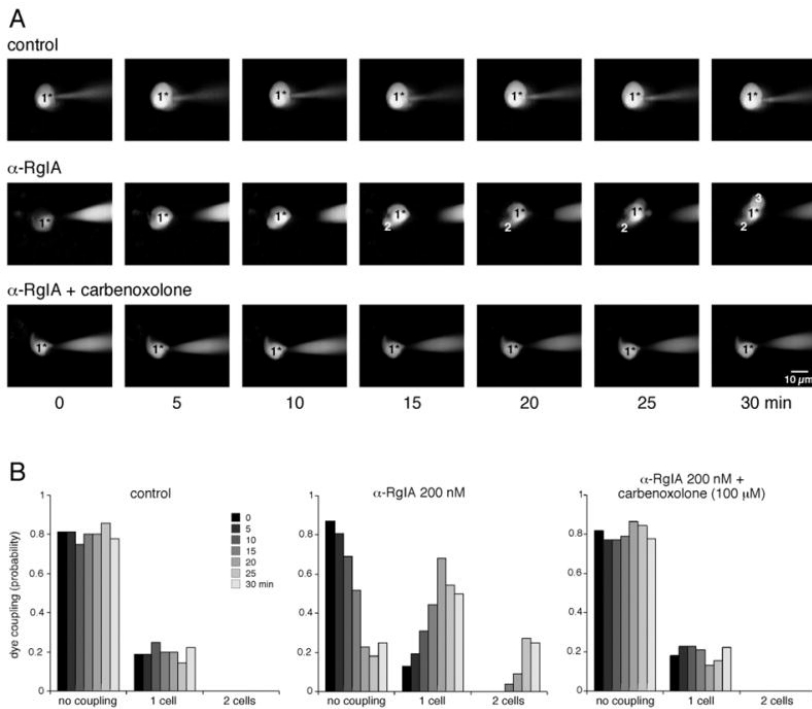 A
control
1* 1* 1* 1* 1* 1* 1*
α-RgIA
1* 1* 1* 1* 2 1* 2 1* 2 3 1* 2
α-RgIA + carbenoxolone
1* 1* 1* 1* 1* 1* 1*
10 μm
0 5 10 15 20 25 30 min
B
control
dye coupling (probability)
1
0.8
0.6
0.4
0.2
0
0
5
10
15
20
25
30 min
no coupling 1 cell 2 cells
α-RgIA 200 nM
1
0.8
0.6
0.4
0.2
0
no coupling 1 cell 2 cells
α-RgIA 200 nM +
carbenoxolone (100 μM)
1
0.8
0.6
0.4
0.2
0
no coupling 1 cell 2 cells